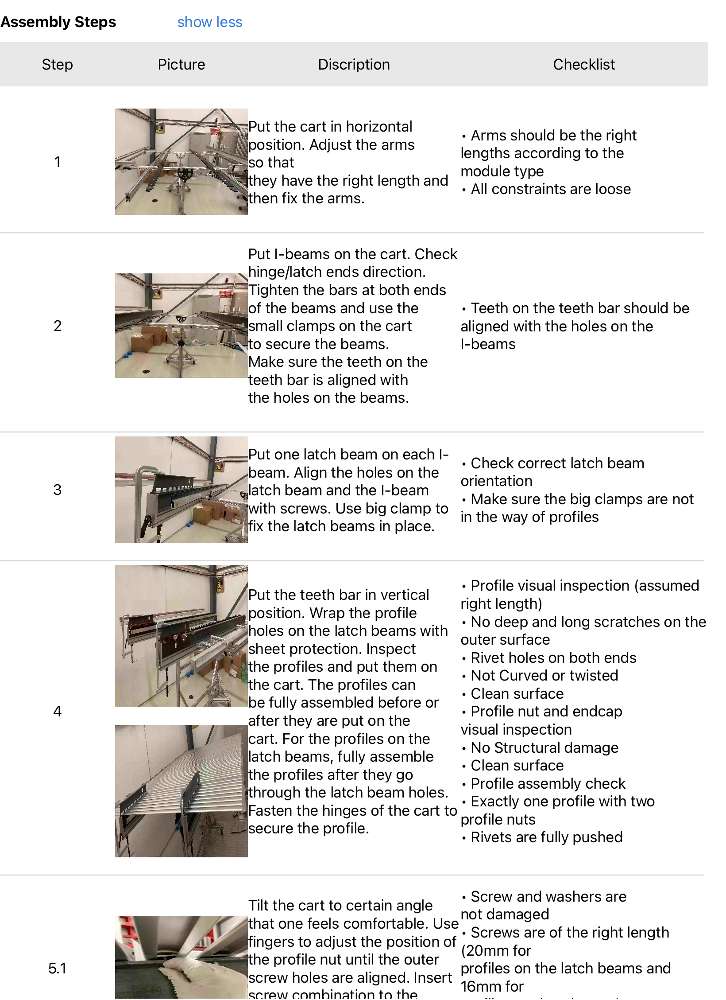 Assembly Steps show less
Step Picture Discription Checklist
1
Put the cart in horizontal
position. Adjust the arms
so that
they have the right length and
then fix the arms.
• Arms should be the right
lengths according to the
module type
• All constraints are loose
2
Put I-beams on the cart. Check
hinge/latch ends direction.
Tighten the bars at both ends
of the beams and use the
small clamps on the cart
to secure the beams.
Make sure the teeth on the
teeth bar is aligned with
the holes on the beams.
• Teeth on the teeth bar should be
aligned with the holes on the
I-beams
3
Put one latch beam on each I-
beam. Align the holes on the
latch beam and the I-beam
with screws. Use big clamp to
fix the latch beams in place.
• Check correct latch beam
orientation
• Make sure the big clamps are not
in the way of profiles
4
Put the teeth bar in vertical
position. Wrap the profile
holes on the latch beams with
sheet protection. Inspect
the profiles and put them on
the cart. The profiles can
be fully assembled before or
after they are put on the
cart. For the profiles on the
latch beams, fully assemble
the profiles after they go
through the latch beam holes.
Fasten the hinges of the cart to
secure the profile.
• Profile visual inspection (assumed
right length)
• No deep and long scratches on the
outer surface
• Rivet holes on both ends
• Not Curved or twisted
• Clean surface
• Profile nut and endcap
visual inspection
• No Structural damage
• Clean surface
• Profile assembly check
• Exactly one profile with two
profile nuts
• Rivets are fully pushed
5.1
Tilt the cart to certain angle
that one feels comfortable. Use
fingers to adjust the position of
the profile nut until the outer
screw holes are aligned. Insert
screw combination to the
• Screw and washers are
not damaged
• Screws are of the right length
(20mm for
profiles on the latch beams and
16mm for